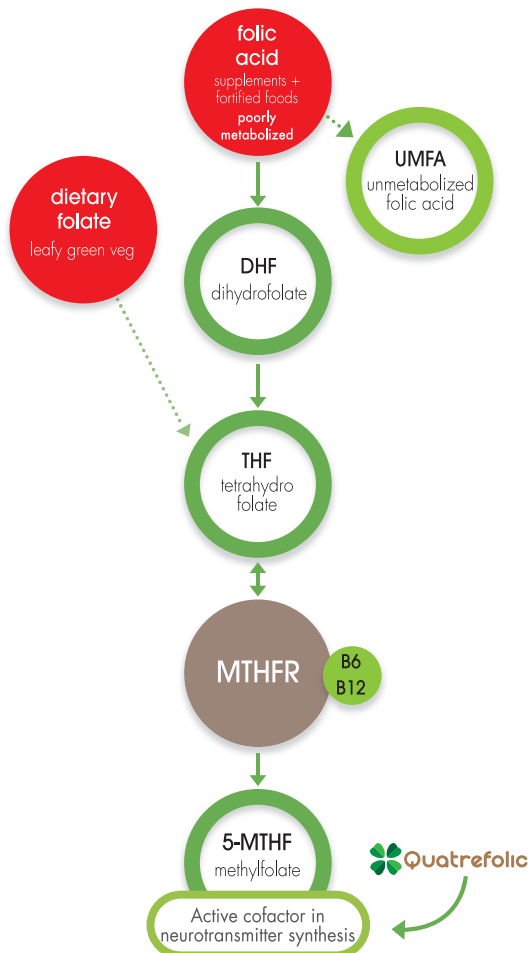 folic
acid
supplements +
fortified foods
poorly
metabolized
UMFA
unmetabolized
folic acid
dietary
folate
leafy green veg
DHF
dihydrofolate
THF
tetrahydro
folate
MTHFR
B6
B12
5-MTHF
methylfolate
Quatrefolic
Active cofactor in
neurotransmitter synthesis